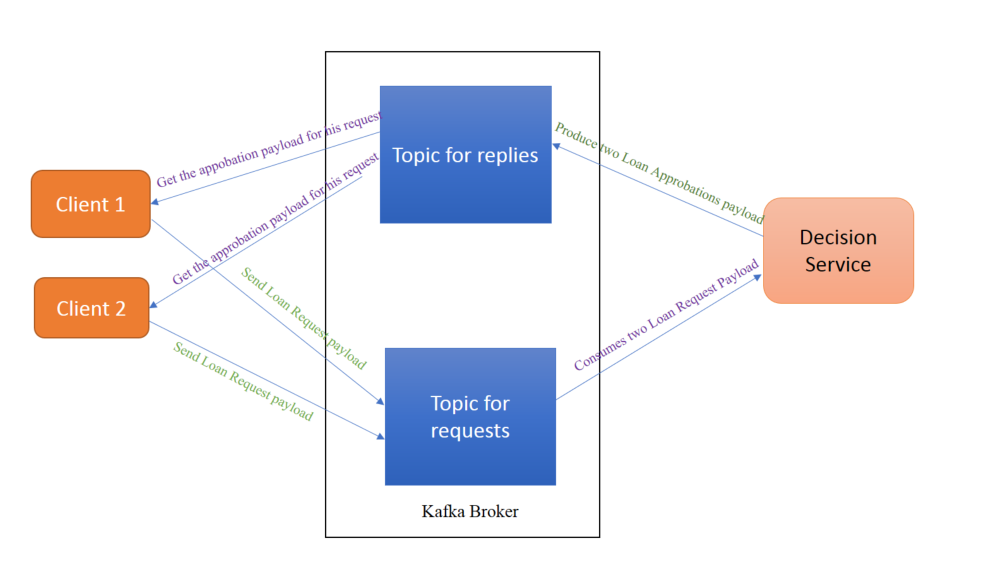 Get the appobation payload for his request
Topic for replies
Produce two Loan Approbations payload
Client 1
Get the approbation payload for his request
Decision
Service
Send Loan Request payload
Client 2
Consumes two Loan Request Payload
Send Loan Request payload
Topic for
requests
Kafka Broker